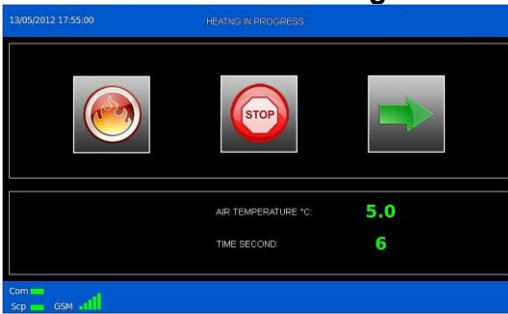 13/05/2012 17:55:00 HEATNG IN PROGRESS
STOP
AIR TEMPERATURE °C: 5.0
TIME SECOND: 6
Com
Scp GSM